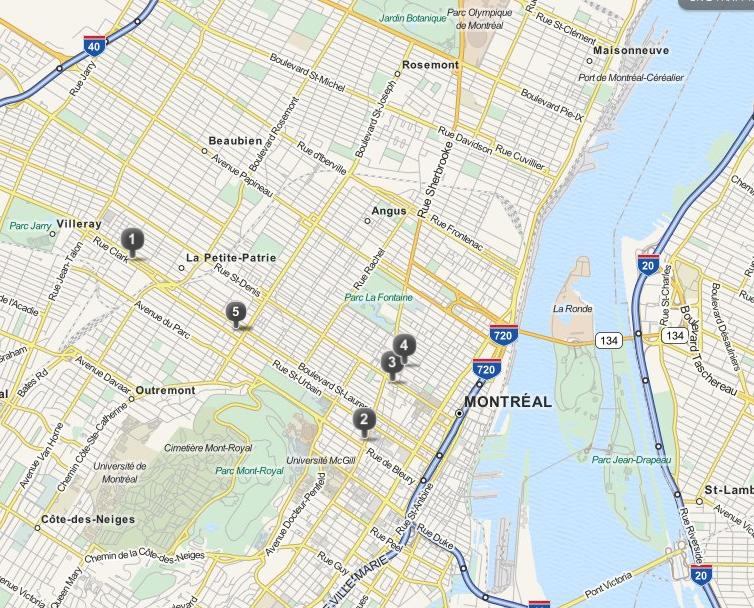 Parc Olympique
de Montréal
Jardin Botanique
Rue St-Clément
40
Maisonneuve
Rue Jarry
Rosemont
Port de Montréal-Céréalier
Boulevard St-Michel
Boulevard St-Joseph
Boulevard Pie-IX
Boulevard Rosemont
Beaubien
Rue Davidson
Rue Cuvillier
Rue d'Iberville
Rue Sherbrooke
Avenue Papineau
Angus
Rue Frontenac
Parc Jarry
Villeray
1
Rue Clark
La Petite-Patrie
Rue Jean-Talon
Rue Rachel
20
Rue St-Charles
Rue St-Denis
Parc La Fontaine
La Ronde
Boulevard Désaulniers
de l'Acadie
Avenue du Parc
5
720
134
134
Boulevard Taschereau
4
3
Graham
Rue St-Urbain
Boulevard St-Lauren
720
Bates Rd
Avenue Davaar
Outremont
MONTRÉAL
2
Avenue Van Horne
Chemin Côte-Ste-Catherine
Cimetière Mont-Royal
Université McGill
Rue de Bleury
Université de
Montréal
Parc Mont-Royal
Parc Jean-Drapeau
St-Lamb
Avenue Docteur-Penfield
Rue St-Antoine
Côte-des-Neiges
Rue Duke
Rue Riverside
Avenue Vic
Chemin de la Côte-des-Neiges
Rue Peel
Rue Guy
VILLE-MARIE
enue Victoria
Queen Mary
Pont Victoria
20